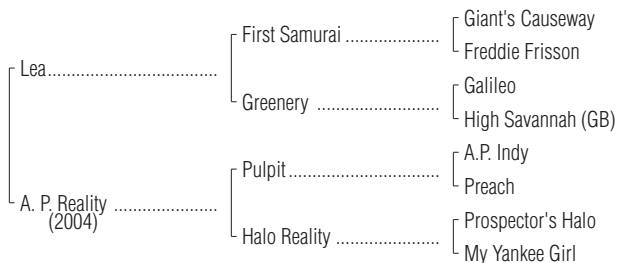 Giant's Causeway
First Samurai
Freddie Frisson
Lea
Galileo
Greenery
High Savannah (GB)
A.P. Indy
Pulpit
Preach
A. P. Reality
(2004)
Prospector's Halo
Halo Reality
My Yankee Girl